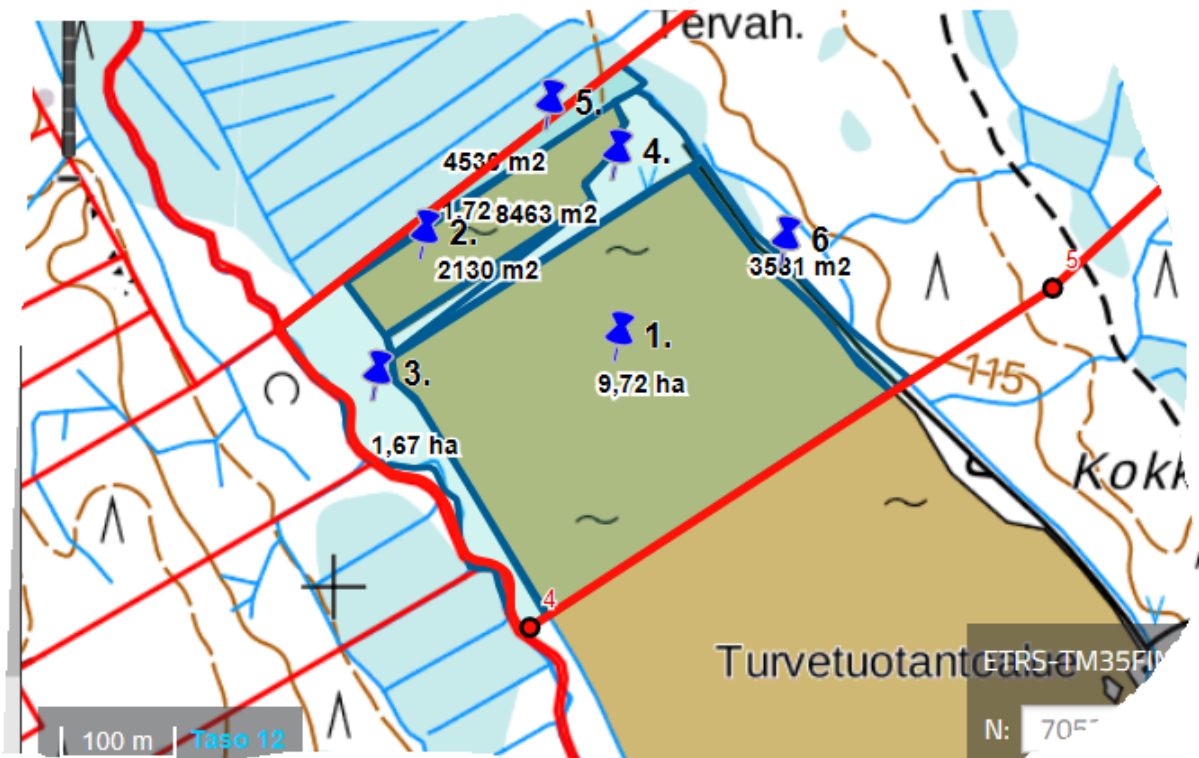 Tervah.
5.
4.
4536 m2
1,72
8463 m2
2.
2130 m2
6
3581 m2
5
1.
9,72 ha
115
3.
1,67 ha
Kokk
4
Turvetuotantoalue
ETRS-TM35FIN
N:
100 m
Taso 12